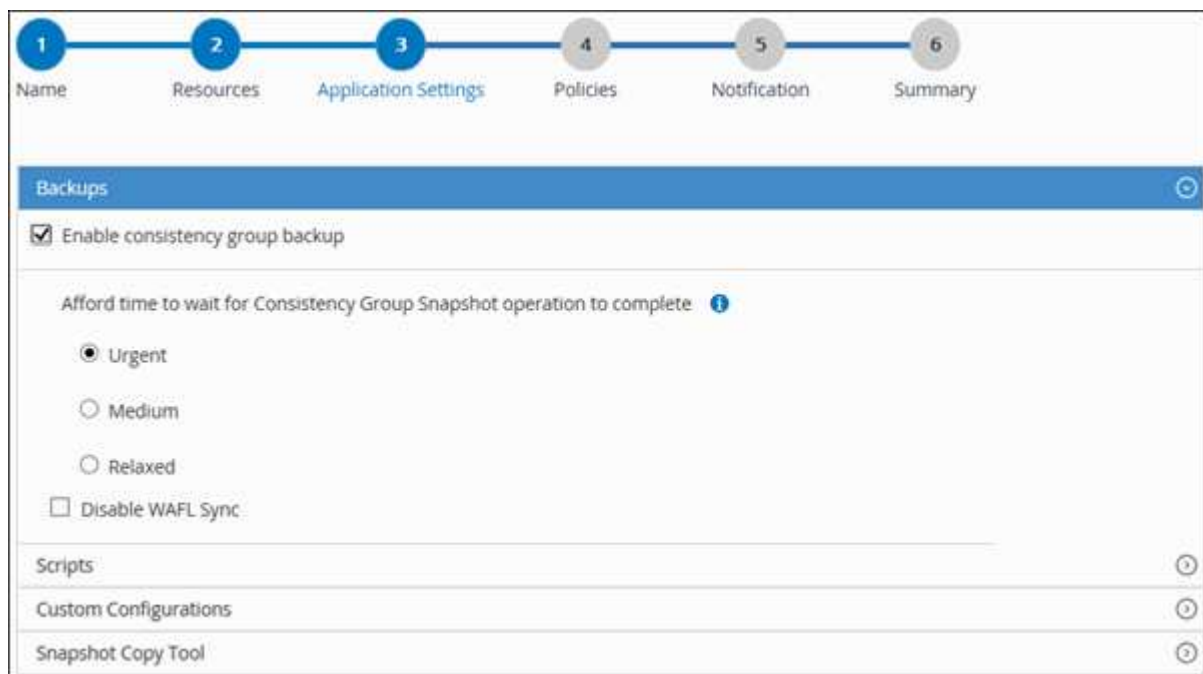 1 2 3 4 5 6
Name Resources Application Settings Policies Notification Summary
Backups
Enable consistency group backup
Afford time to wait for Consistency Group Snapshot operation to complete
Urgent
Medium
Relaxed
Disable WAFL Sync
Scripts
Custom Configurations
Snapshot Copy Tool